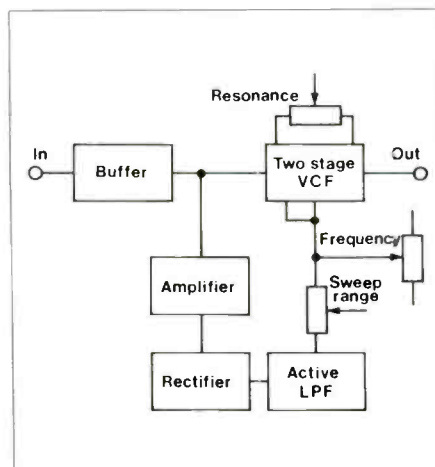 Resonance
In
Buffer
Two stage
VCF
Out
Frequency
Amplifier
Sweep
range
Rectifier
Active
LPF